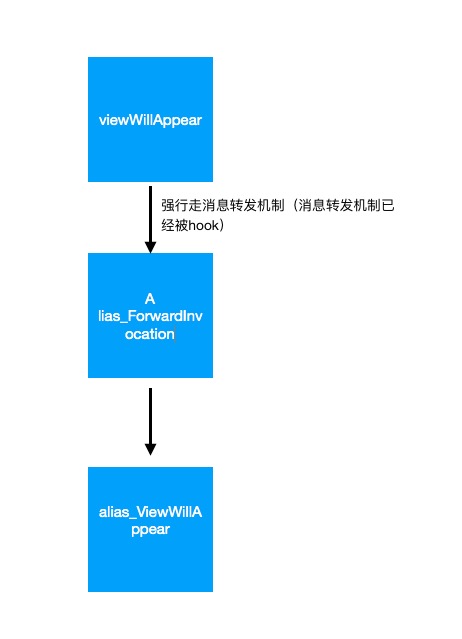 viewWillAppear
强行走消息转发机制（消息转发机制已
经被hook）
A
lias_ForwardInv
ocation
alias_ViewWillA
ppear